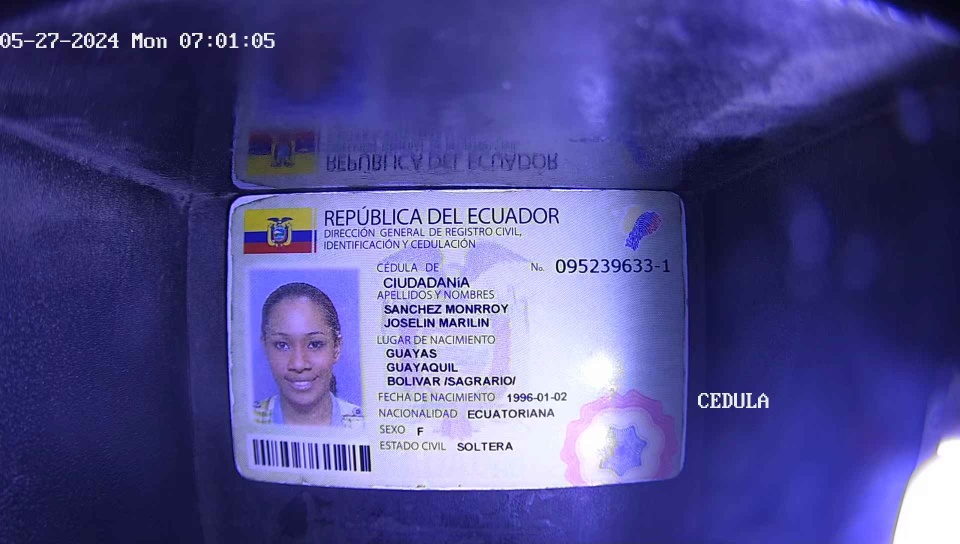 05-27-2024 Mon 07:01:05
REPÚBLICA DEL ECUADOR
REPÚBLICA DEL ECUADOR
DIRECCIÓN GENERAL DE REGISTRO CIVIL,
IDENTIFICACIÓN Y CEDULACIÓN
CÉDULA DE No. 095239633-1
CIUDADANíA
APELLIDOS Y NOMBRES
SANCHEZ MONRROY
JOSELIN MARILIN
LUGAR DE NACIMIENTO
GUAYAS
GUAYAQUIL
BOLIVAR /SAGRARIO/
FECHA DE NACIMIENTO 1996-01-02
NACIONALIDAD ECUATORIANA
CEDULA
SEXO F
ESTADO CIVIL SOLTERA